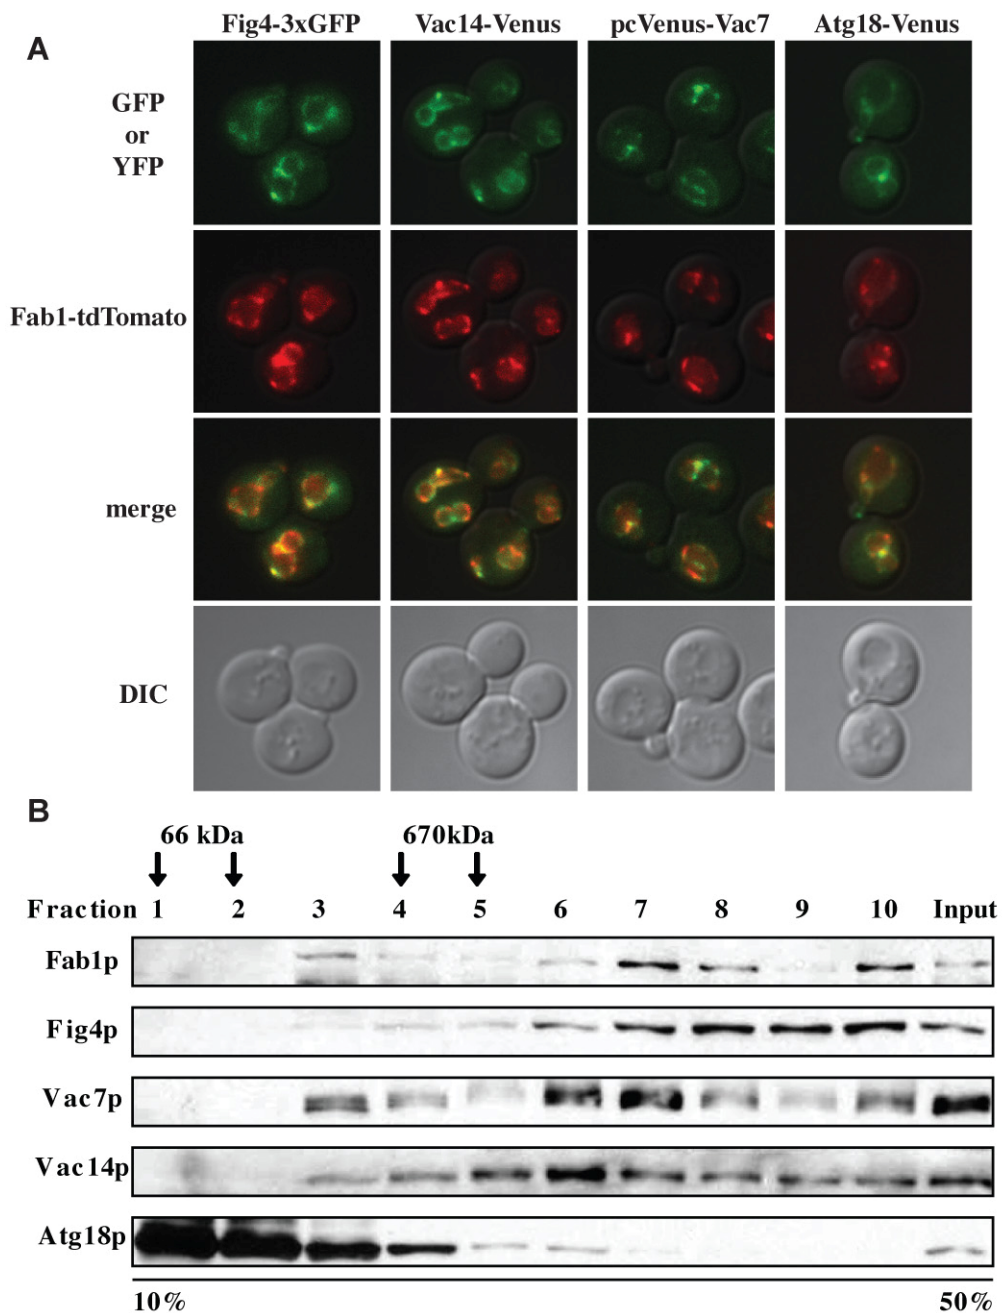 A
Fig4-3xGFP Vac14-Venus pcVenus-Vac7 Atg18-Venus
GFP
or
YFP
Fab1-tdTomato
merge
DIC
B
66 kDa 670kDa
Fraction 1 2 3 4 5 6 7 8 9 10 Input
Fab1p
Fig4p
Vac7p
Vac14p
Atg18p
10% 50%